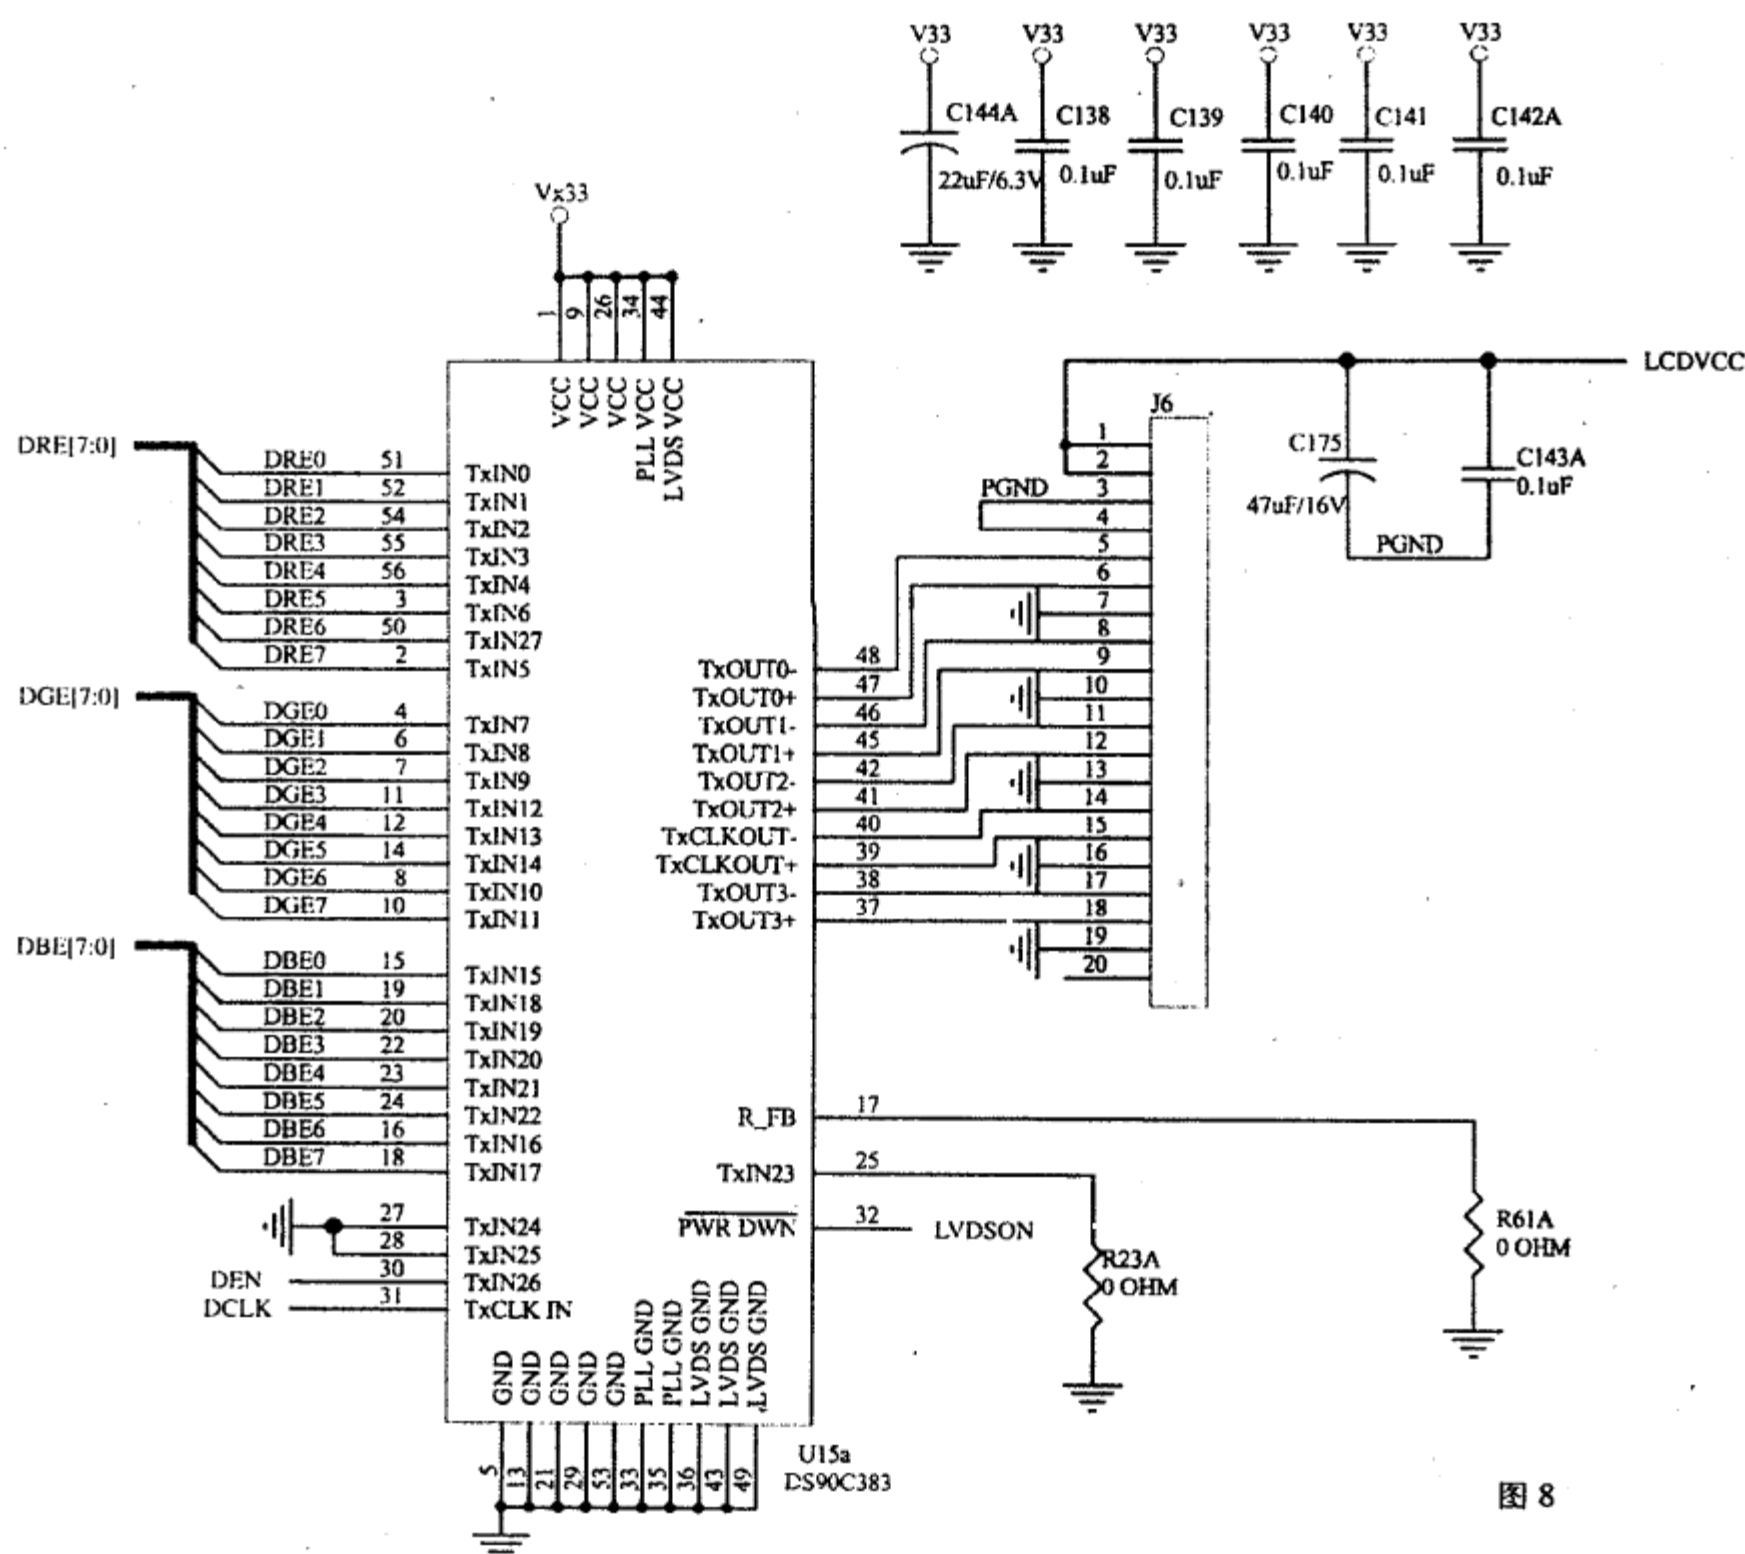 V33 V33 V33 V33 V33 V33
C144A C138 C139 C140 C141 C142A
22uF/6.3V 0.1uF 0.1uF 0.1uF 0.1uF 0.1uF
Vx33
1 9 26 34 44
VCC VCC VCC PLL VCC LVDS VCC
LCDVCC
J6
C175
47uF/16V
C143A
0.1uF
PGND
1
2
PGND 3
4
5
6
7
8
9
10
11
12
13
14
15
16
17
18
19
20
DRE[7:0]
DRE0 51 TxIN0
DRE1 52 TxIN1
DRE2 54 TxIN2
DRE3 55 TxIN3
DRE4 56 TxIN4
DRE5 3 TxIN6
DRE6 50 TxIN27
DRE7 2 TxIN5
DGE[7:0]
DGE0 4 TxIN7
DGE1 6 TxIN8
DGE2 7 TxIN9
DGE3 11 TxIN12
DGE4 12 TxIN13
DGE5 14 TxIN14
DGE6 8 TxIN10
DGE7 10 TxIN11
DBE[7:0]
DBE0 15 TxIN15
DBE1 19 TxIN18
DBE2 20 TxIN19
DBE3 22 TxIN20
DBE4 23 TxIN21
DBE5 24 TxIN22
DBE6 16 TxIN16
DBE7 18 TxIN17
27 TxIN24
28 TxIN25
DEN 30 TxIN26
DCLK 31 TxCLK IN
TxOUT0- 48
TxOUT0+ 47
TxOUT1- 46
TxOUT1+ 45
TxOUT2- 42
TxOUT2+ 41
TxCLKOUT- 40
TxCLKOUT+ 39
TxOUT3- 38
TxOUT3+ 37
R_FB 17
TxIN23 25
PWR DWN 32 LVDSON
R23A
0 OHM
R61A
0 OHM
GND GND GND GND GND PLL GND PLL GND LVDS GND LVDS GND LVDS GND
5 13 21 29 53 33 35 36 43 49
U15a
DS90C383
图 8